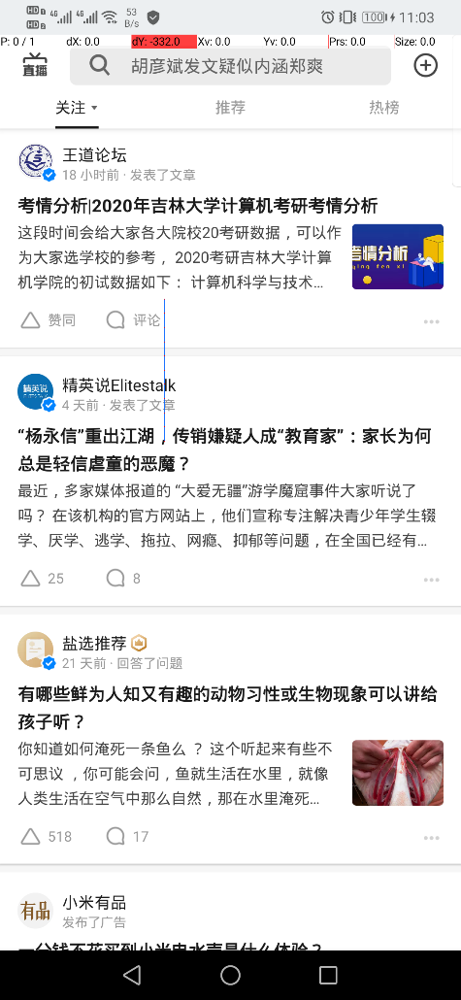 HD 4G 4G 53 B/s 100 11:03
HD
P: 0 / 1 dX: 0.0 dY: -332.0 Xv: 0.0 Yv: 0.0 Prs: 0.0 Size: 0.0
直播 胡彦斌发文疑似内涵郑爽
关注 推荐 热榜
王道论坛
18 小时前 · 发表了文章
考情分析|2020年吉林大学计算机考研考情分析
这段时间会给大家各大院校20考研数据，可以作
为大家选学校的参考， 2020考研吉林大学计算
机学院的初试数据如下： 计算机科学与技术...
考情分析
赞同 评论
精英说
精英说Elitestalk
4 天前 · 发表了文章
“杨永信”重出江湖，传销嫌疑人成“教育家”：家长为何
总是轻信虐童的恶魔？
最近，多家媒体报道的 “大爱无疆”游学魔窟事件大家听说了
吗？ 在该机构的官方网站上，他们宣称专注解决青少年学生辍
学、厌学、逃学、拖拉、网瘾、抑郁等问题，在全国已经有...
25 8
盐选推荐
21 天前 · 回答了问题
有哪些鲜为人知又有趣的动物习性或生物现象可以讲给
孩子听？
你知道如何淹死一条鱼么 ？ 这个听起来有些不
可思议 ，你可能会问，鱼就生活在水里，就像
人类生活在空气中那么自然，那在水里淹死...
518 17
有品
小米有品
发布了广告
一分钱不花买到小米电水壶是什么体验？